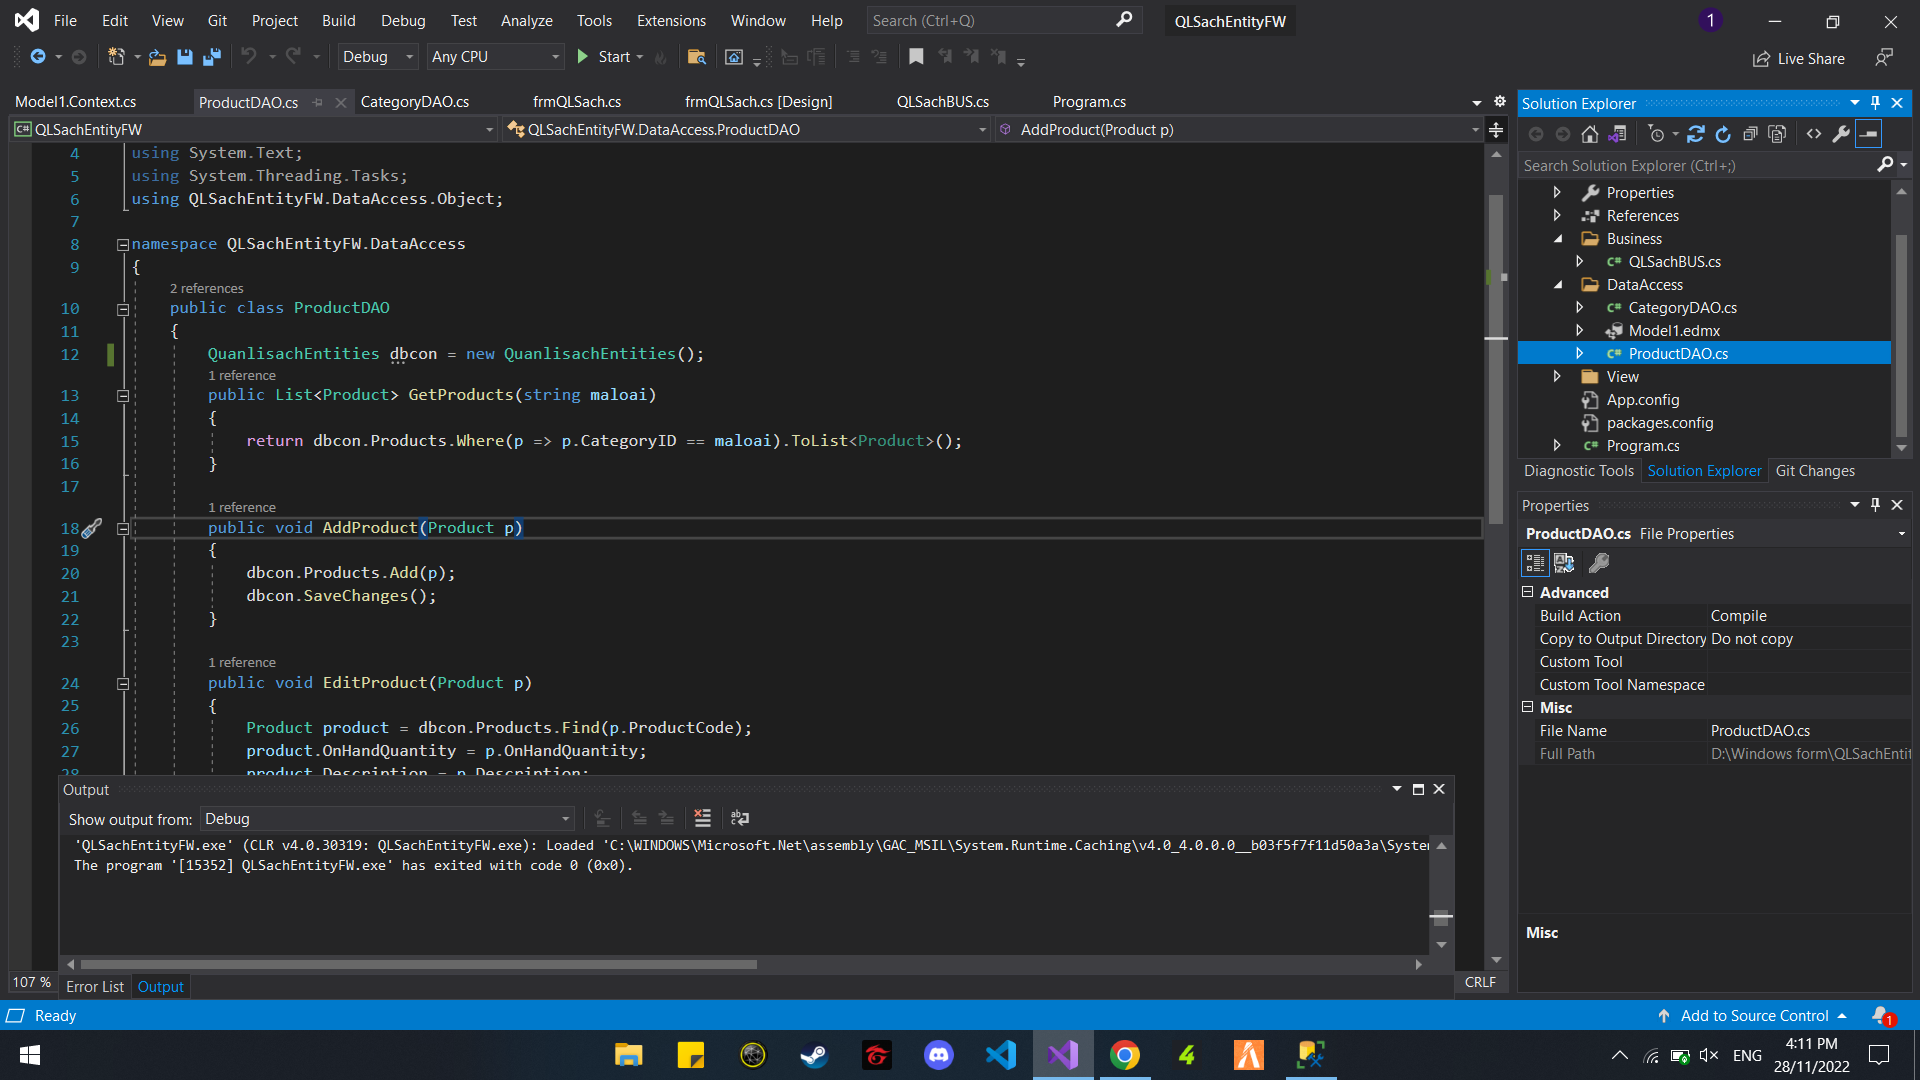 File Edit View Git Project Build Debug Test Analyze Tools Extensions Window Help Search (Ctrl+Q) QLSachEntityFW 1
Debug Any CPU Start Live Share
Model1.Context.cs ProductDAO.cs CategoryDAO.cs frmQLSach.cs frmQLSach.cs [Design] QLSachBUS.cs Program.cs
QLSachEntityFW QLSachEntityFW.DataAccess.ProductDAO AddProduct(Product p)
4 using System.Text;
5 using System.Threading.Tasks;
6 using QLSachEntityFW.DataAccess.Object;
7
8 namespace QLSachEntityFW.DataAccess
9 {
2 references
10 public class ProductDAO
11 {
12 QuanlisachEntities dbcon = new QuanlisachEntities();
1 reference
13 public List<Product> GetProducts(string maloai)
14 {
15 return dbcon.Products.Where(p => p.CategoryID == maloai).ToList<Product>();
16 }
17
1 reference
18 public void AddProduct(Product p)
19 {
20 dbcon.Products.Add(p);
21 dbcon.SaveChanges();
22 }
23
1 reference
24 public void EditProduct(Product p)
25 {
26 Product product = dbcon.Products.Find(p.ProductCode);
27 product.OnHandQuantity = p.OnHandQuantity;
28 product.Description = p.Description;
Output
Show output from: Debug
'QLSachEntityFW.exe' (CLR v4.0.30319: QLSachEntityFW.exe): Loaded 'C:\WINDOWS\Microsoft.Net\assembly\GAC_MSIL\System.Runtime.Caching\v4.0_4.0.0.0__b03f5f7f11d50a3a\System
The program '[15352] QLSachEntityFW.exe' has exited with code 0 (0x0).
107 % CRLF
Error List Output
Solution Explorer
Search Solution Explorer (Ctrl+;)
Properties
References
Business
C# QLSachBUS.cs
DataAccess
C# CategoryDAO.cs
Model1.edmx
C# ProductDAO.cs
View
App.config
packages.config
C# Program.cs
Diagnostic Tools Solution Explorer Git Changes
Properties
ProductDAO.cs File Properties
Advanced
Build Action Compile
Copy to Output Directory Do not copy
Custom Tool
Custom Tool Namespace
Misc
File Name ProductDAO.cs
Full Path D:\Windows form\QLSachEntit
Misc
Ready Add to Source Control 1
ENG 4:11 PM
28/11/2022